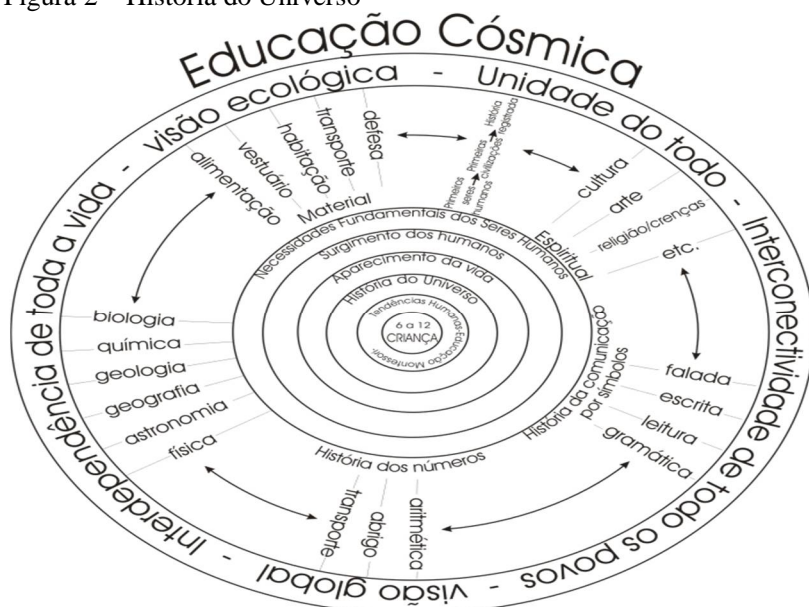 Figura 2 – História do Universo
Educação Cósmica
Interdependência de toda a vida - visão ecológica - Unidade do todo - Interconectividade de todo os povos - visão global -
alimentação
vestuário
habitação
transporte
defesa
Material
Primeiros seres humanos
Primeiras civilizações
História registrada
cultura
arte
religião/crenças
etc.
Espiritual
Necessidades Fundamentais dos Seres Humanos
Surgimento dos humanos
Aparecimento da vida
História do Universo
Tendências Humanas-Educação Montessori-
6 a 12
CRIANÇA
biologia
química
geologia
geografia
astronomia
física
História da comunicação
por símbolos
falada
escrita
leitura
gramática
História dos números
transporte
abrigo
aritmética